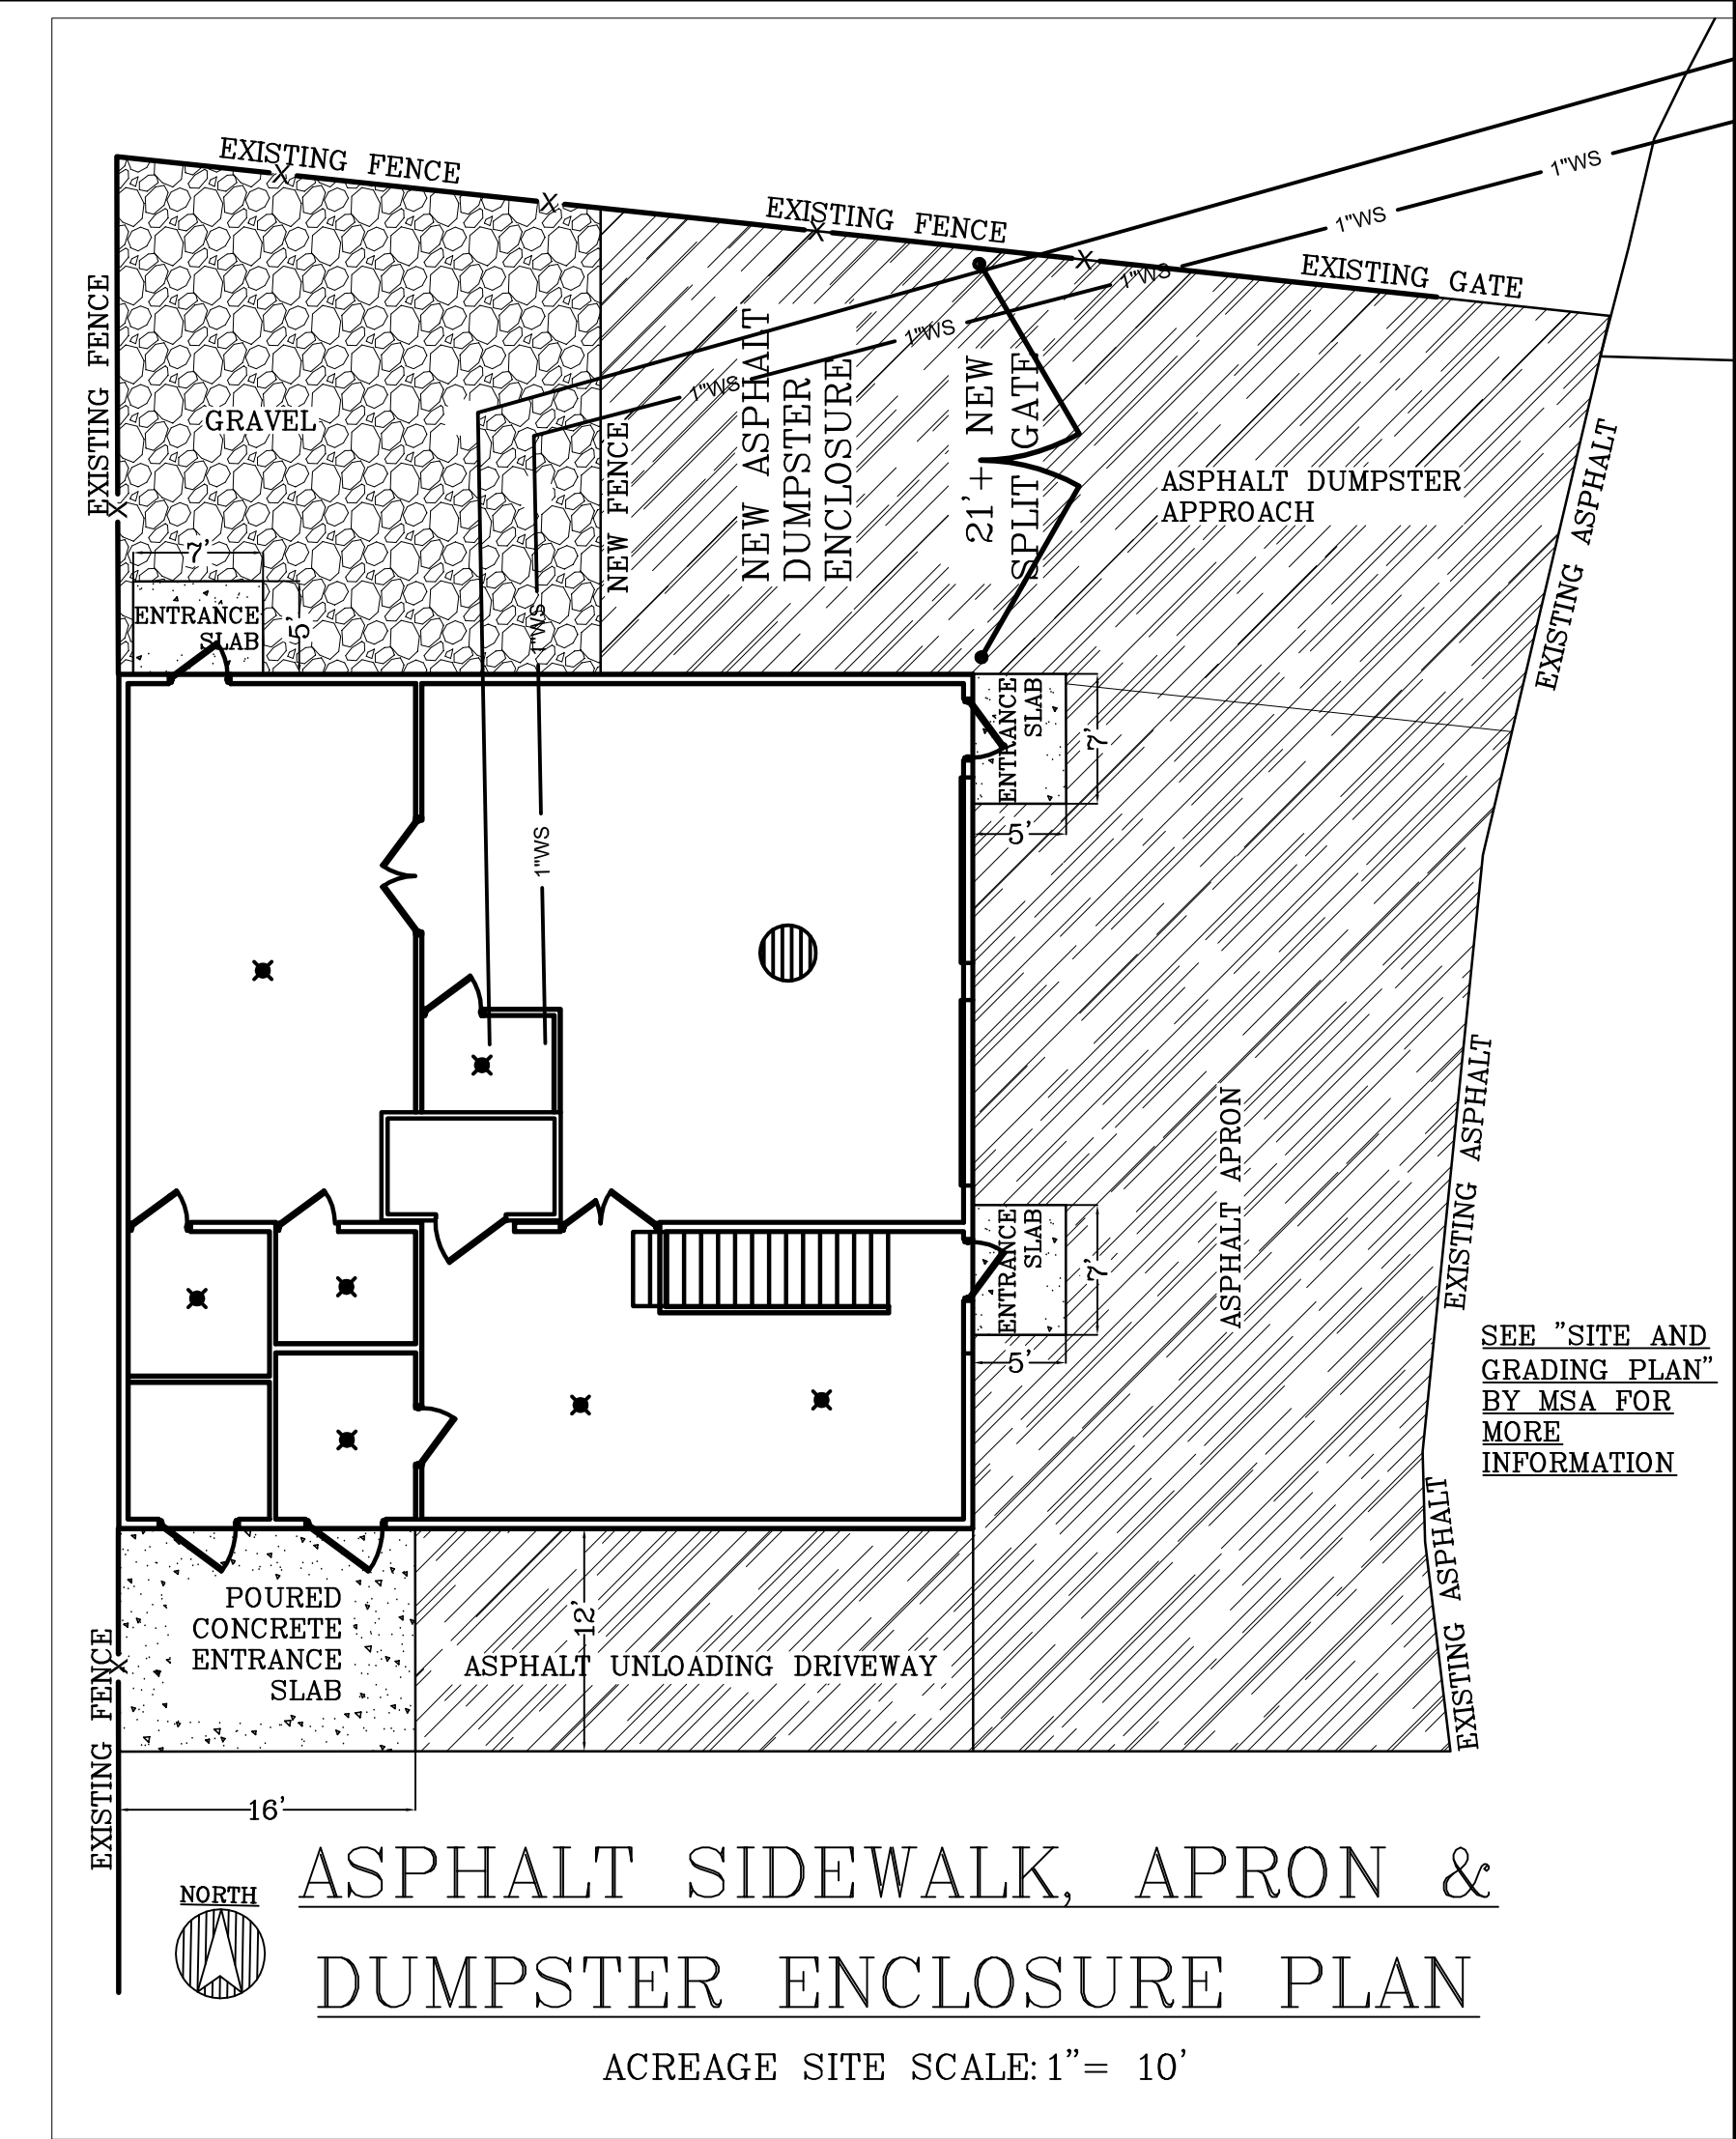 EXISTING FENCE
EXISTING FENCE
EXISTING GATE
1"WS
1"WS
1"WS
1"WS
1"WS
1"WS
1"WS
X
X
X
X
X
X
EXISTING FENCE
GRAVEL
NEW FENCE
NEW ASPHALT
DUMPSTER
ENCLOSURE
21'+ NEW
SPLIT GATE
ASPHALT DUMPSTER
APPROACH
EXISTING ASPHALT
7'
5'
ENTRANCE
SLAB
ENTRANCE
SLAB
7'
5'
ASPHALT APRON
EXISTING ASPHALT
ENTRANCE
SLAB
7'
5'
SEE "SITE AND
GRADING PLAN"
BY MSA FOR
MORE
INFORMATION
EXISTING ASPHALT
POURED
CONCRETE
ENTRANCE
SLAB
12'
ASPHALT UNLOADING DRIVEWAY
EXISTING FENCE
16'
NORTH
ASPHALT SIDEWALK, APRON &
DUMPSTER ENCLOSURE PLAN
ACREAGE SITE SCALE: 1"= 10'